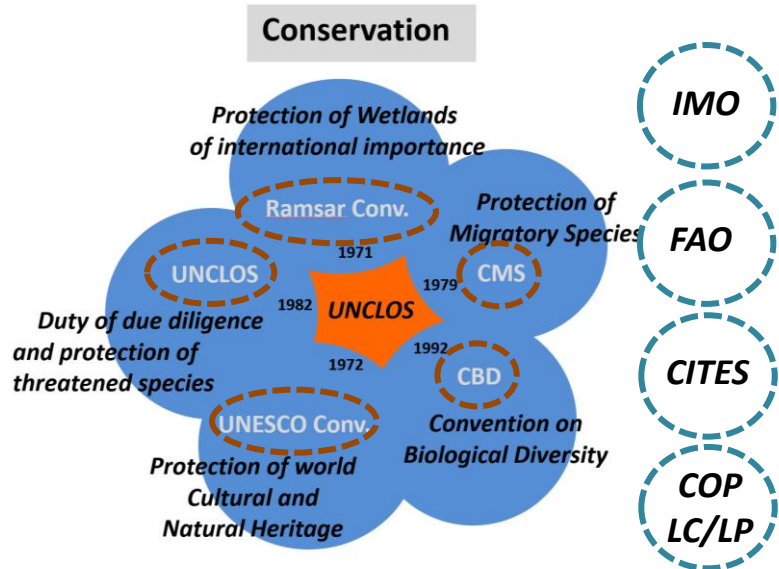 Conservation
Protection of Wetlands
of international importance
Ramsar Conv.
1971
Protection of
Migratory Species
CMS
1979
UNCLOS
1982
Duty of due diligence
and protection of
threatened species
UNCLOS
1992
CBD
Convention on
Biological Diversity
1972
UNESCO Conv.
Protection of world
Cultural and
Natural Heritage
IMO
FAO
CITES
COP
LC/LP